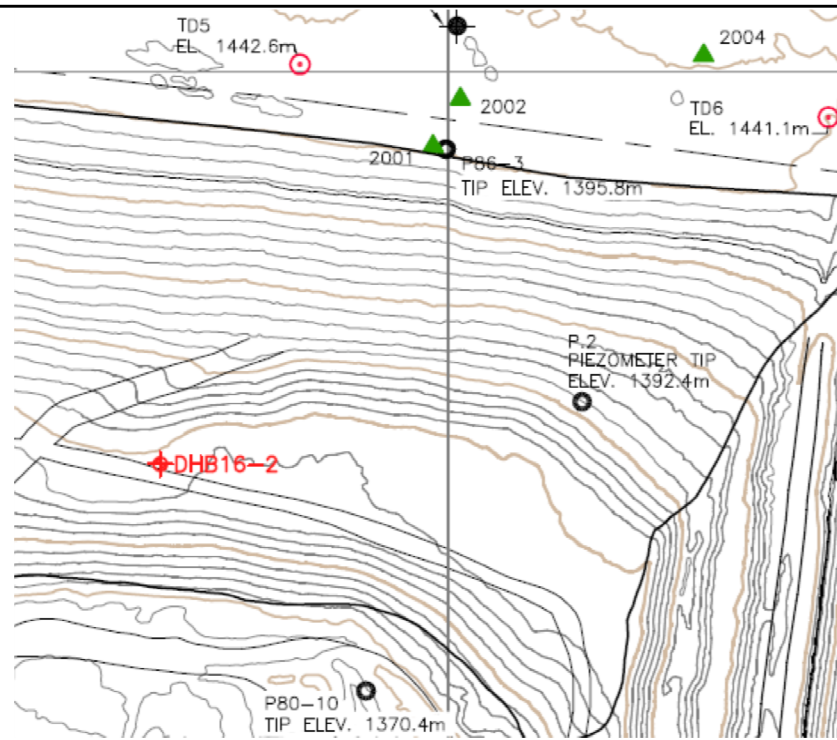 TD5
EL. 1442.6m
2004
2002
TD6
EL. 1441.1m
2001
P86-3
TIP ELEV. 1395.8m
P.2
PIEZOMETER TIP
ELEV. 1392.4m
DHB16-2
P80-10
TIP ELEV. 1370.4m